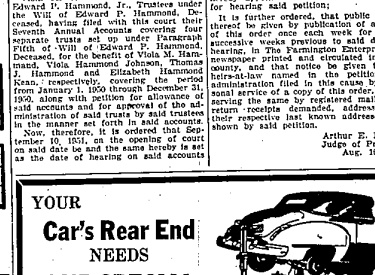 Edward P. Hammond, Jr., Trustees under
the Will of Edward P. Hammond, De-
ceased, having filed with this court their
Seventh Annual Accounts covering four
separate trusts set up under Paragraph
Fifth of Will of Edward P. Hammond,
Deceased, for the benefit of Viola M. Ham-
mond, Viola Hammond Johnson, Thomas
J. Hammond and Elizabeth Hammond
Kean, respectively, covering the period
from January 1, 1950 through December 31,
1950, along with petition for allowance of
said accounts and for approval of the ad-
ministration of said trusts by said trustees
in the manner set forth in said accounts.
Now, therefore, it is ordered that Sep-
tember 10, 1951, on the opening of court
on said date be and the same hereby is set
as the date of hearing on said accounts
for hearing said petition;
It is further ordered, that public
thereof be given by publication of a
of this order once each week for
successive weeks previous to said d
hearing, in The Farmington Enterpr
newspaper printed and circulated in
county, and that notice be given t
heirs-at-law named in the petitio
administration filed in this cause by
sonal service of a copy of this order,
serving the same by registered mail
return receipts demanded, address
their respective last known address
shown by said petition.
Arthur E.
Judge of Pr
Aug. 16
YOUR
Car's Rear End
NEEDS